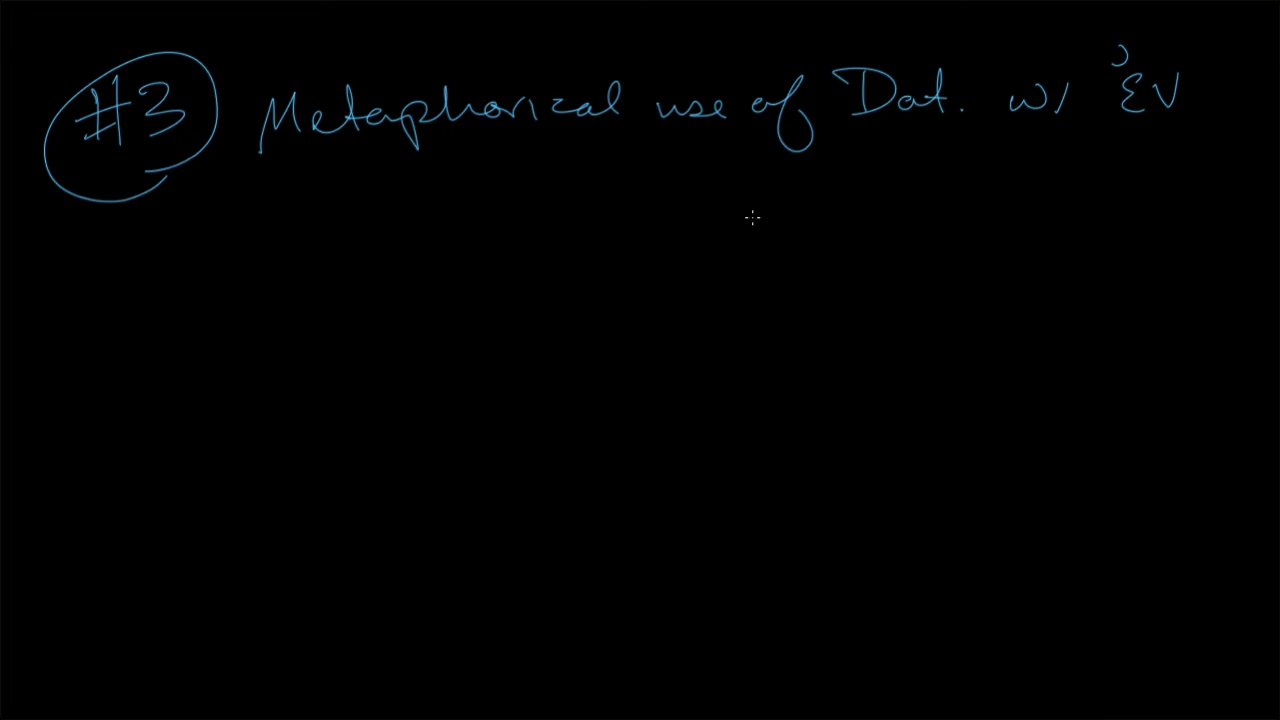 #3 Metaphorical use of Dat. w/ ἐν